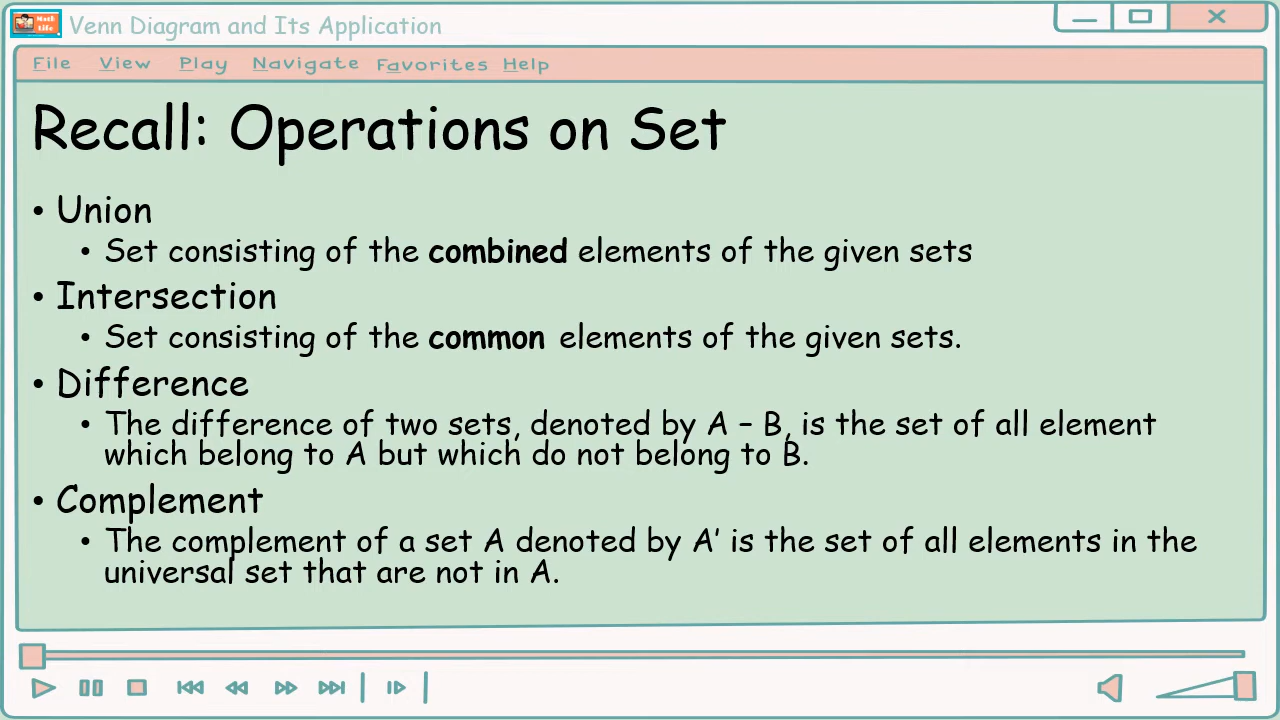 Math
Life
Venn Diagram and Its Application
File View Play Navigate Favorites Help
Recall: Operations on Set
• Union
• Set consisting of the combined elements of the given sets
• Intersection
• Set consisting of the common elements of the given sets.
• Difference
• The difference of two sets, denoted by A – B, is the set of all element
which belong to A but which do not belong to B.
• Complement
• The complement of a set A denoted by A’ is the set of all elements in the
universal set that are not in A.